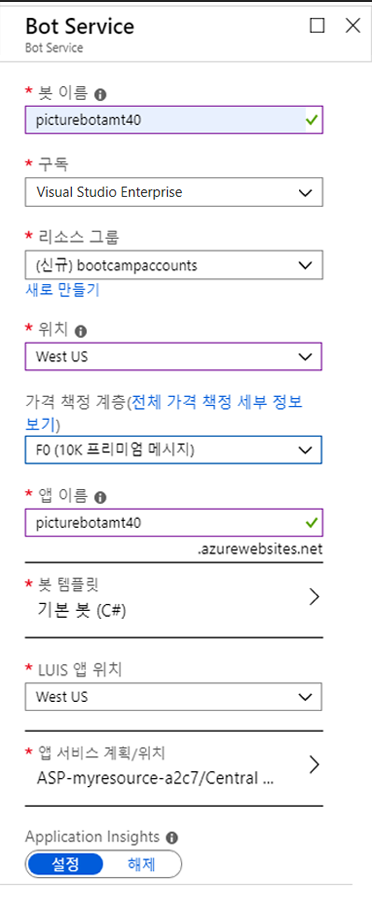 Bot Service
Bot Service
* 봇 이름
picturebotamt40
* 구독
Visual Studio Enterprise
* 리소스 그룹
(신규) bootcampaccounts
새로 만들기
* 위치
West US
가격 책정 계층(전체 가격 책정 세부 정보
보기)
F0 (10K 프리미엄 메시지)
* 앱 이름
picturebotamt40
.azurewebsites.net
* 봇 템플릿
기본 봇 (C#)
* LUIS 앱 위치
West US
* 앱 서비스 계획/위치
ASP-myresource-a2c7/Central ...
Application Insights
설정 해제